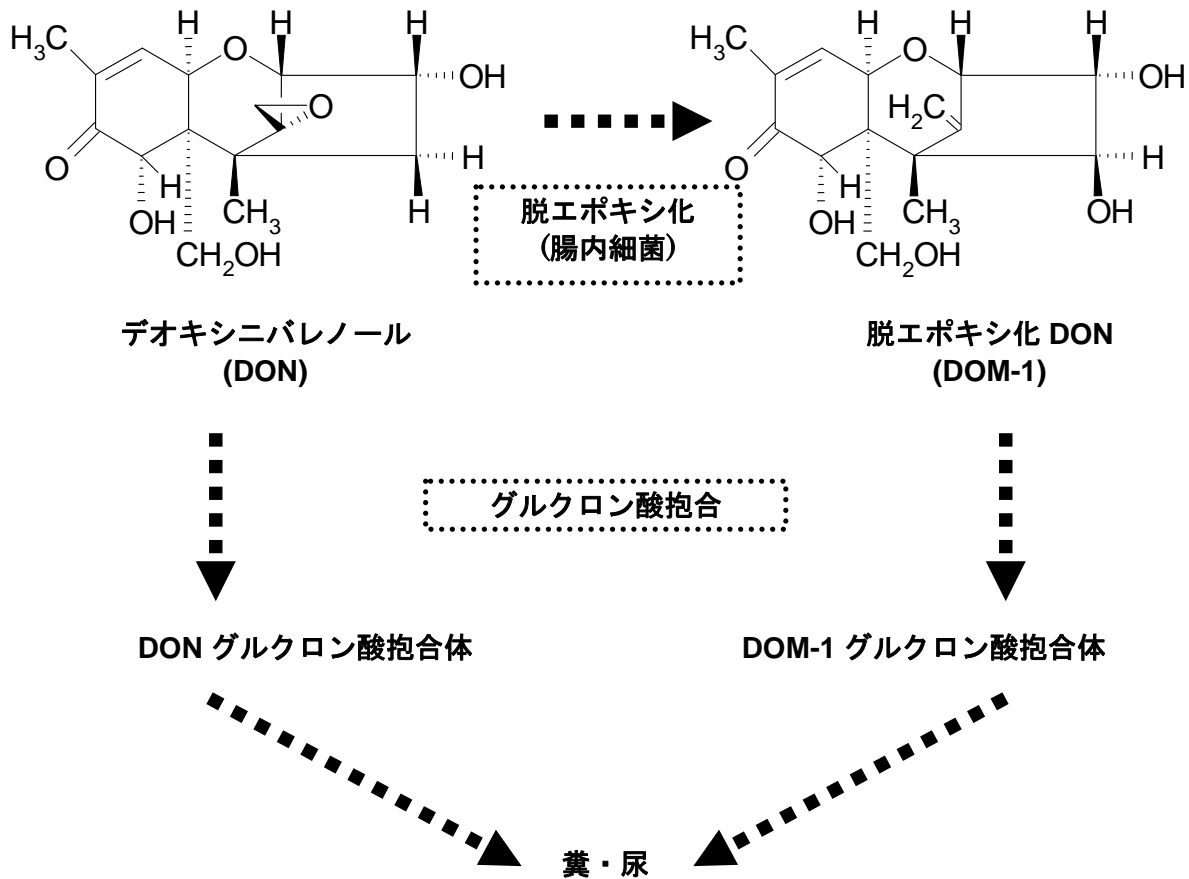 H H H
H3C O OH
O
O H H
H
OH CH3
CH2OH
H H H
H3C O OH
H2C
O H H
OH CH3 OH
CH2OH
脱エポキシ化
(腸内細菌)
デオキシニバレノール
(DON)
脱エポキシ化 DON
(DOM-1)
グルクロン酸抱合
DON グルクロン酸抱合体
DOM-1 グルクロン酸抱合体
糞・尿